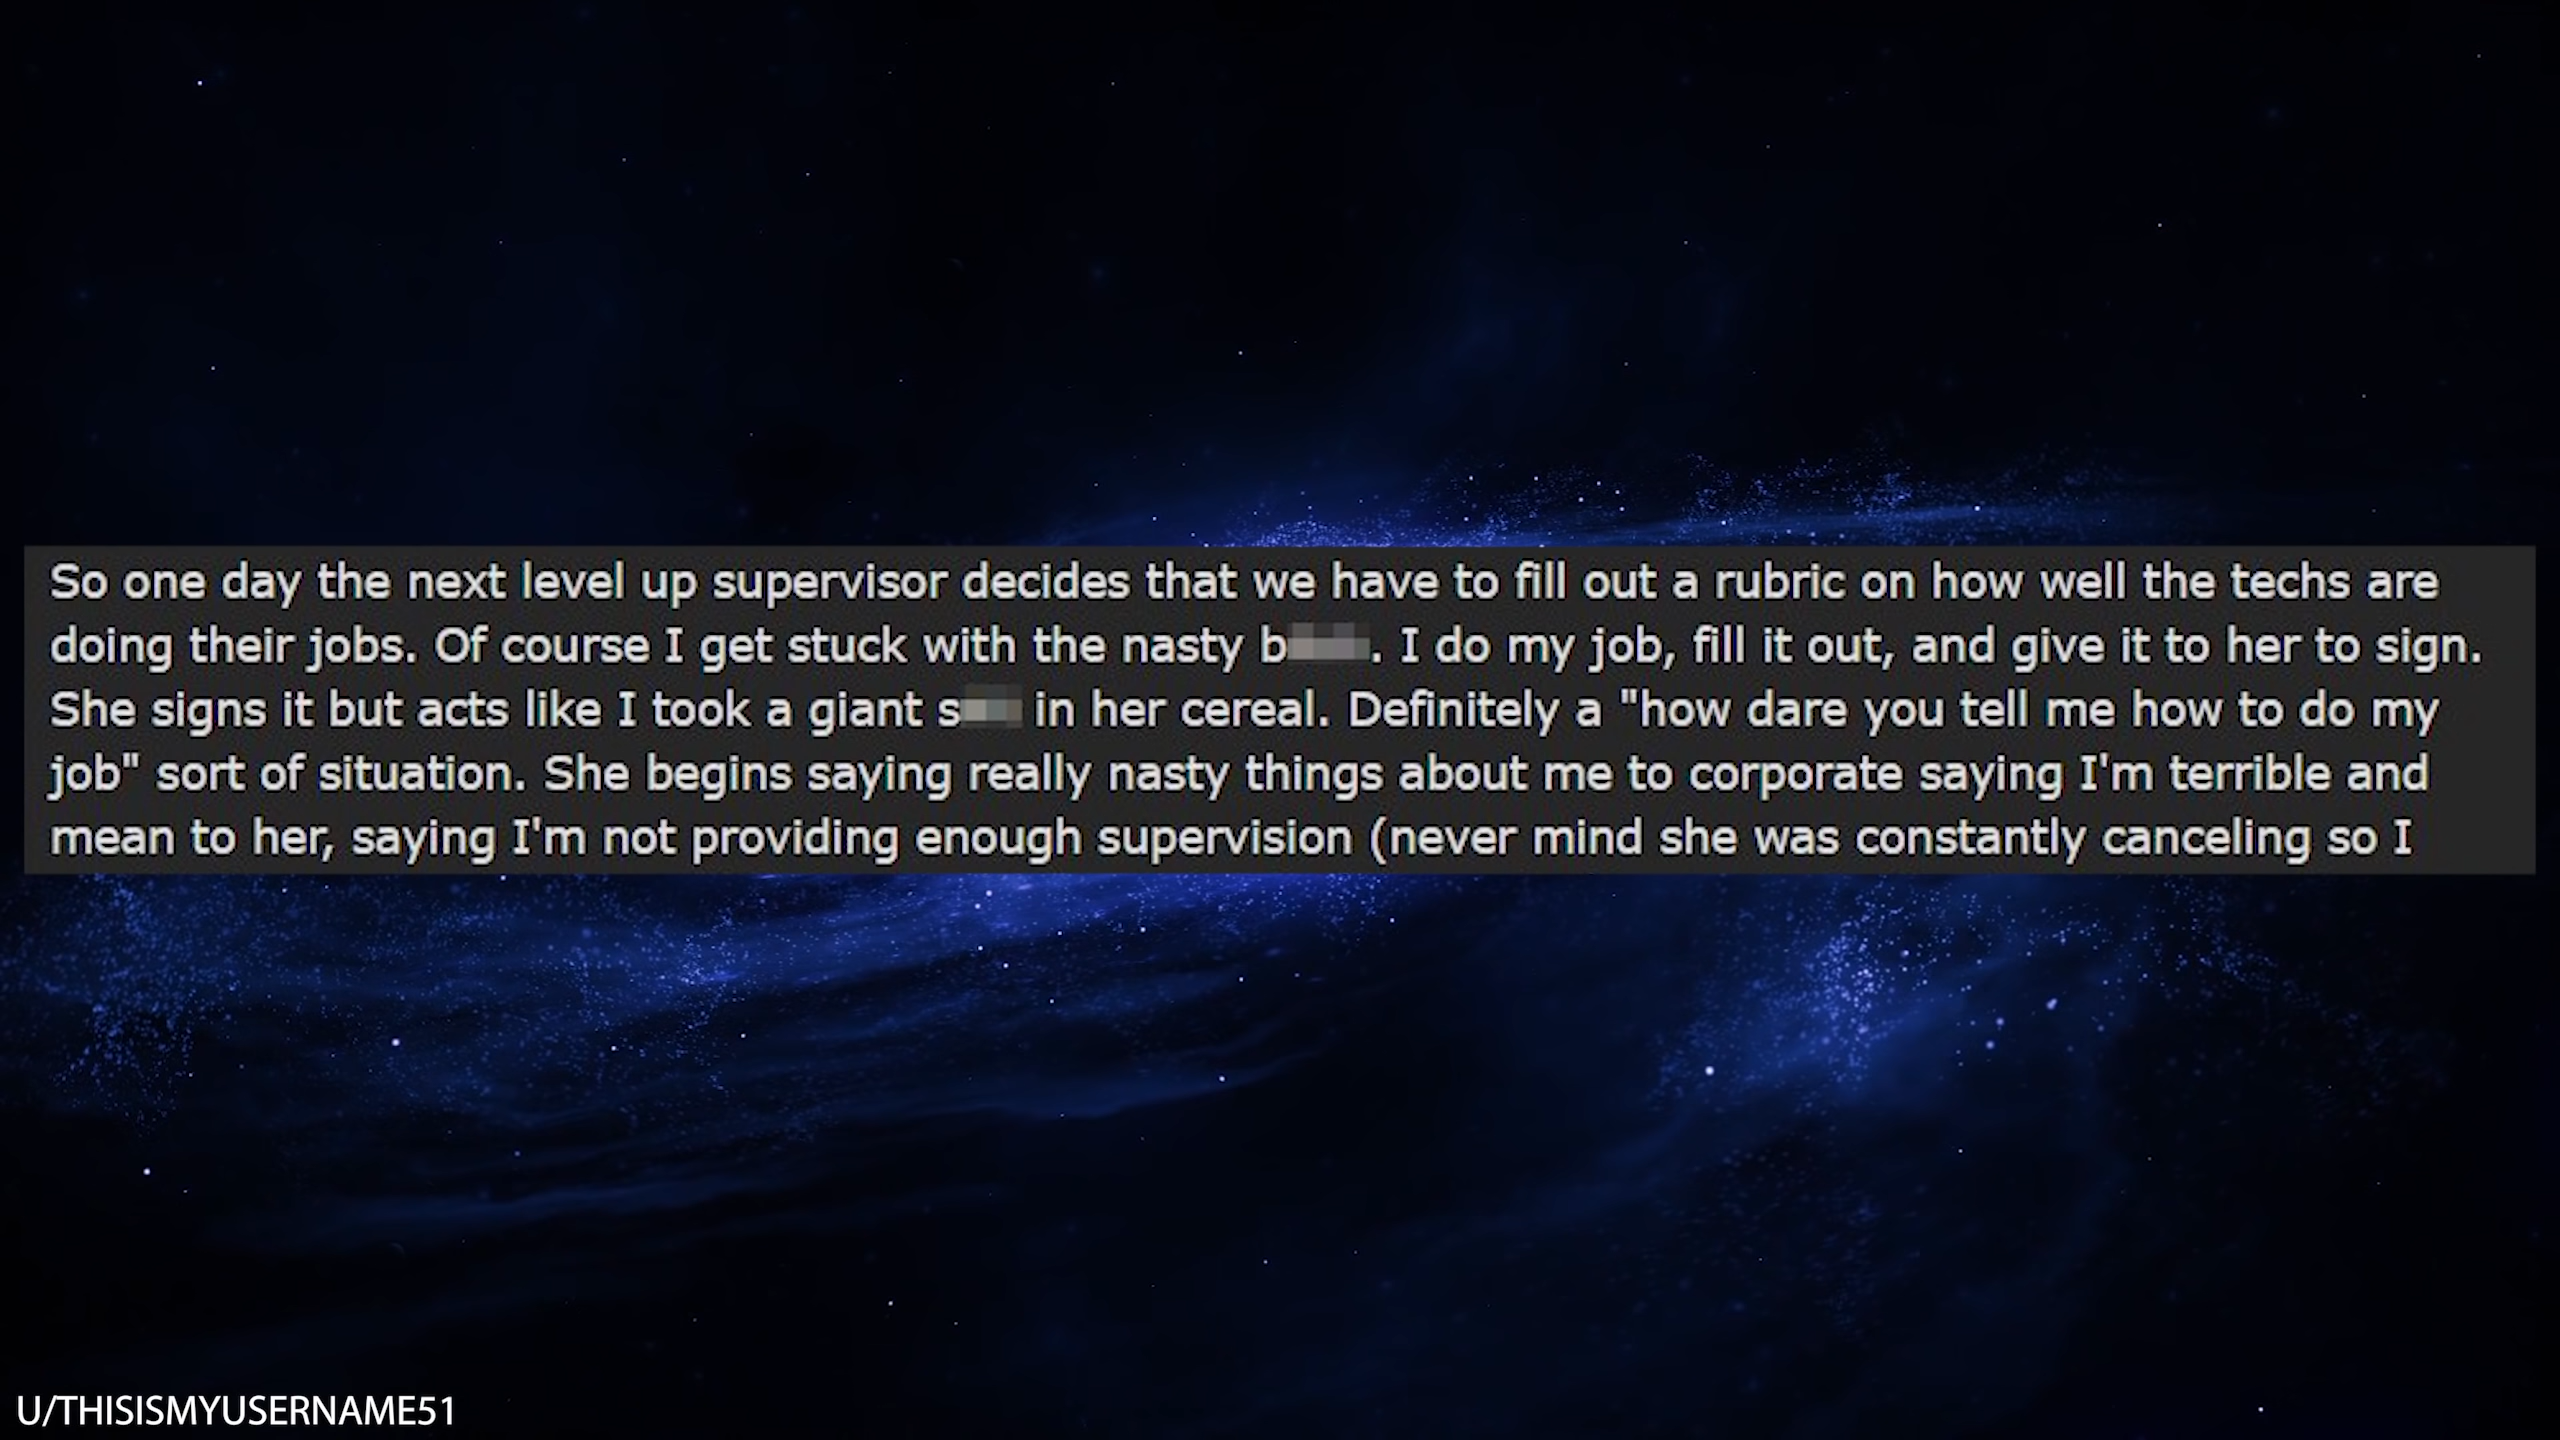 So one day the next level up supervisor decides that we have to fill out a rubric on how well the techs are
doing their jobs. Of course I get stuck with the nasty b. I do my job, fill it out, and give it to her to sign.
She signs it but acts like I took a giant s in her cereal. Definitely a "how dare you tell me how to do my
job" sort of situation. She begins saying really nasty things about me to corporate saying I'm terrible and
mean to her, saying I'm not providing enough supervision (never mind she was constantly canceling so I
U/THISISMYUSERNAME51